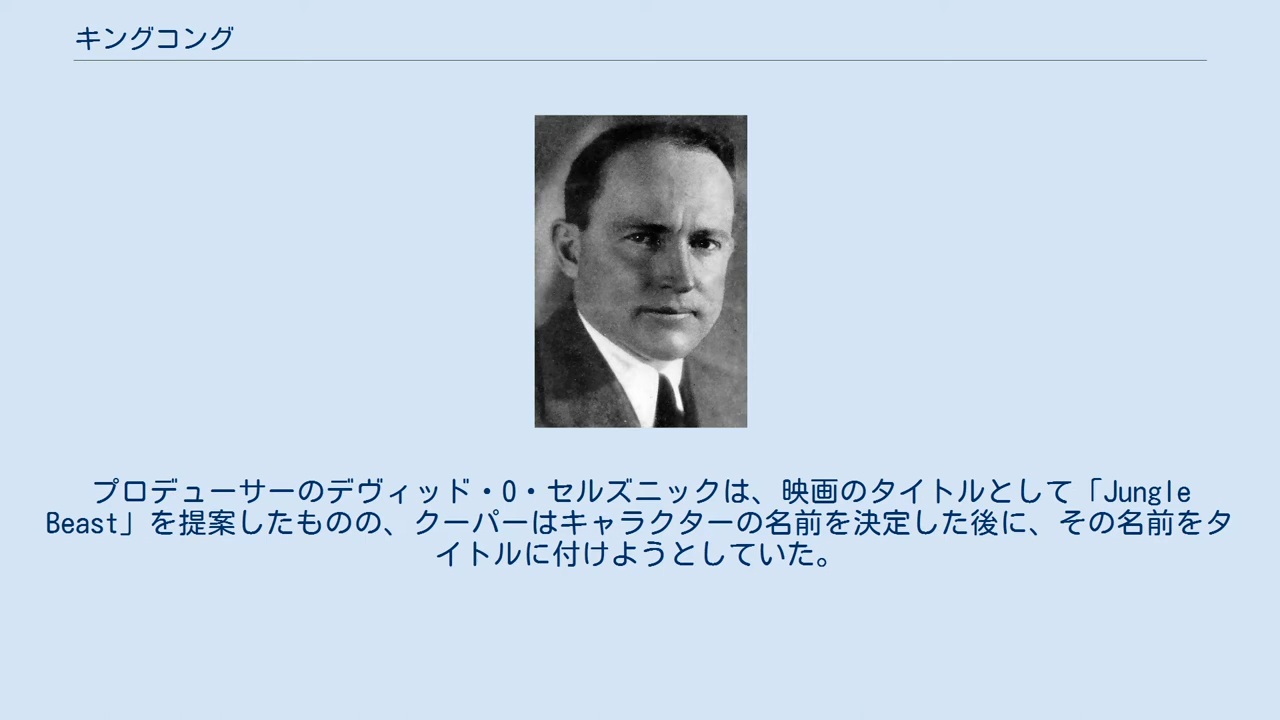 キングコング
プロデューサーのデヴィッド・O・セルズニックは、映画のタイトルとして「Jungle
Beast」を提案したものの、クーパーはキャラクターの名前を決定した後に、その名前をタ
イトルに付けようとしていた。